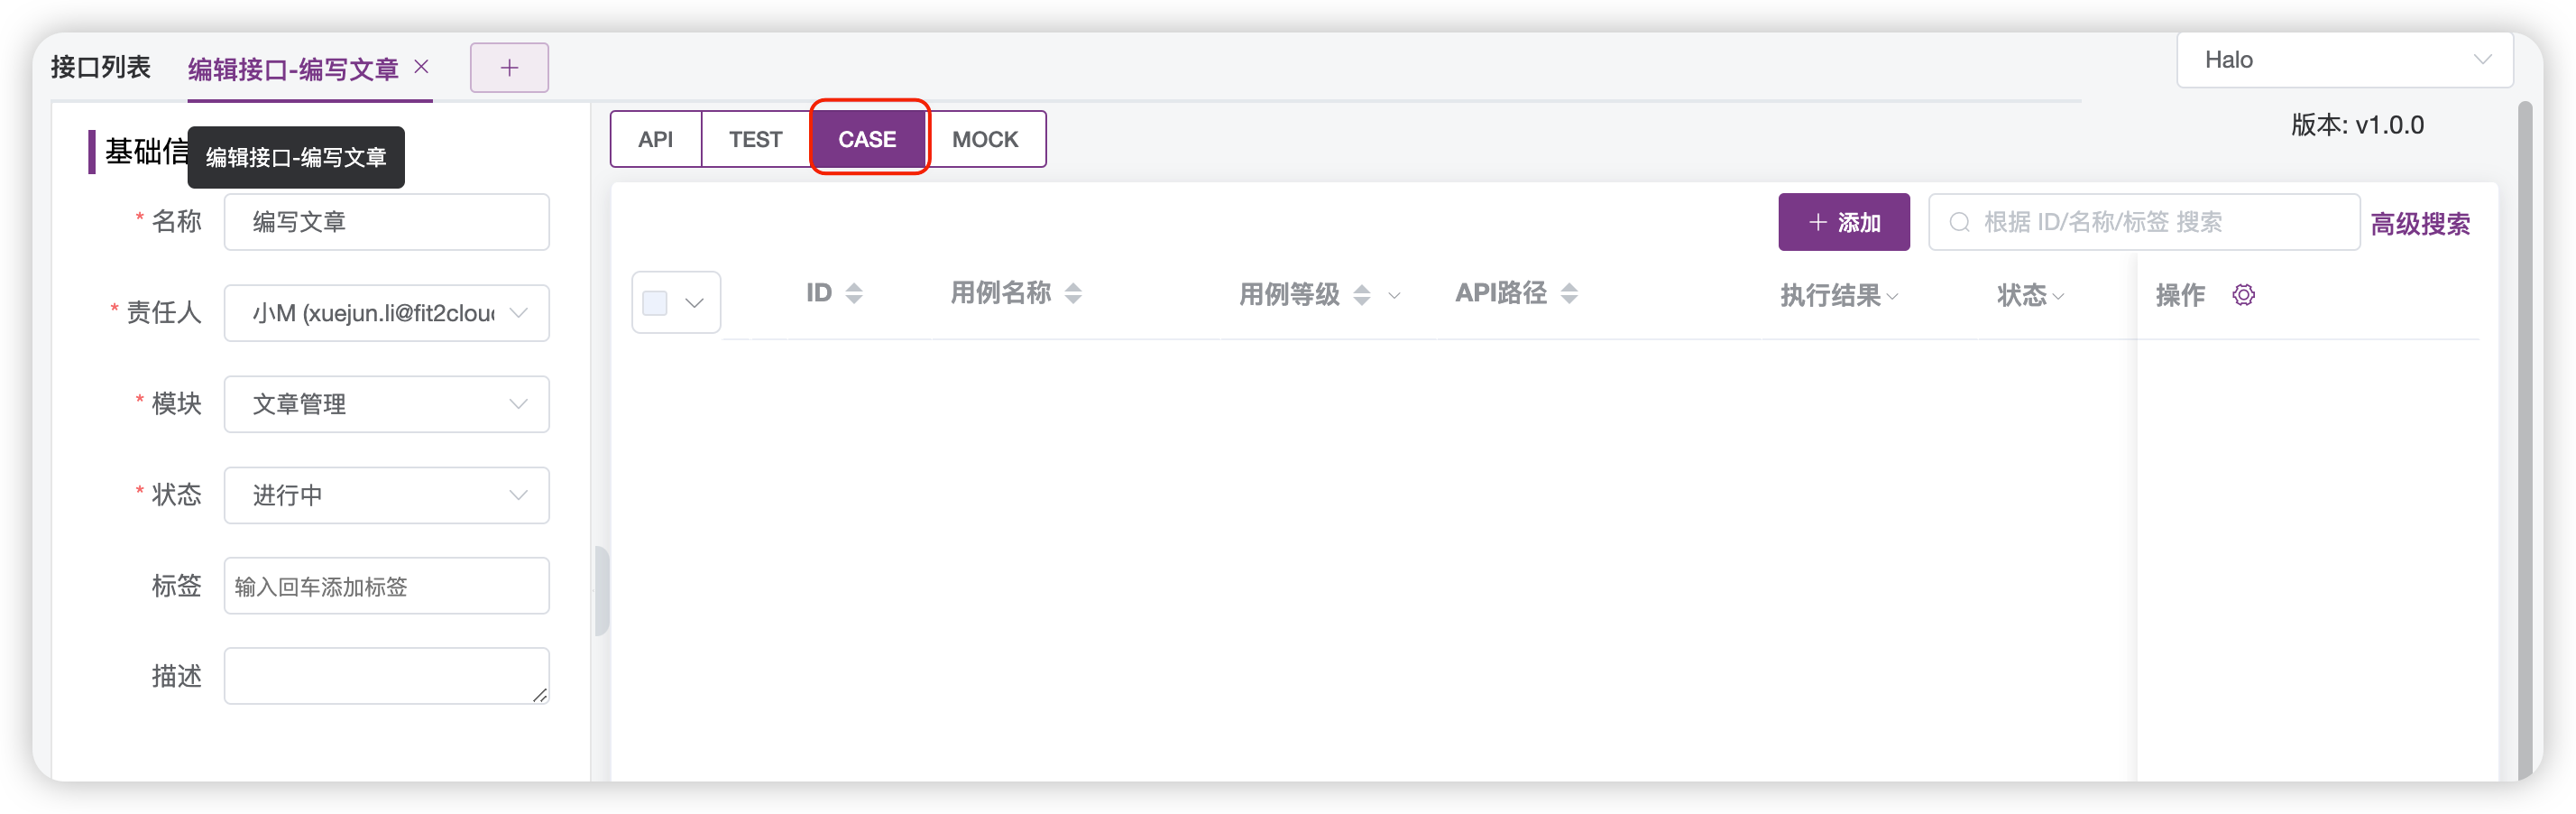 接口列表
编辑接口-编写文章
Halo
API
TEST
CASE
MOCK
版本: v1.0.0
基础信
编辑接口-编写文章
* 名称
编写文章
* 责任人
小M (xuejun.li@fit2clou
* 模块
文章管理
* 状态
进行中
标签
输入回车添加标签
描述
+ 添加
根据 ID/名称/标签 搜索
高级搜索
ID
用例名称
用例等级
API路径
执行结果
状态
操作